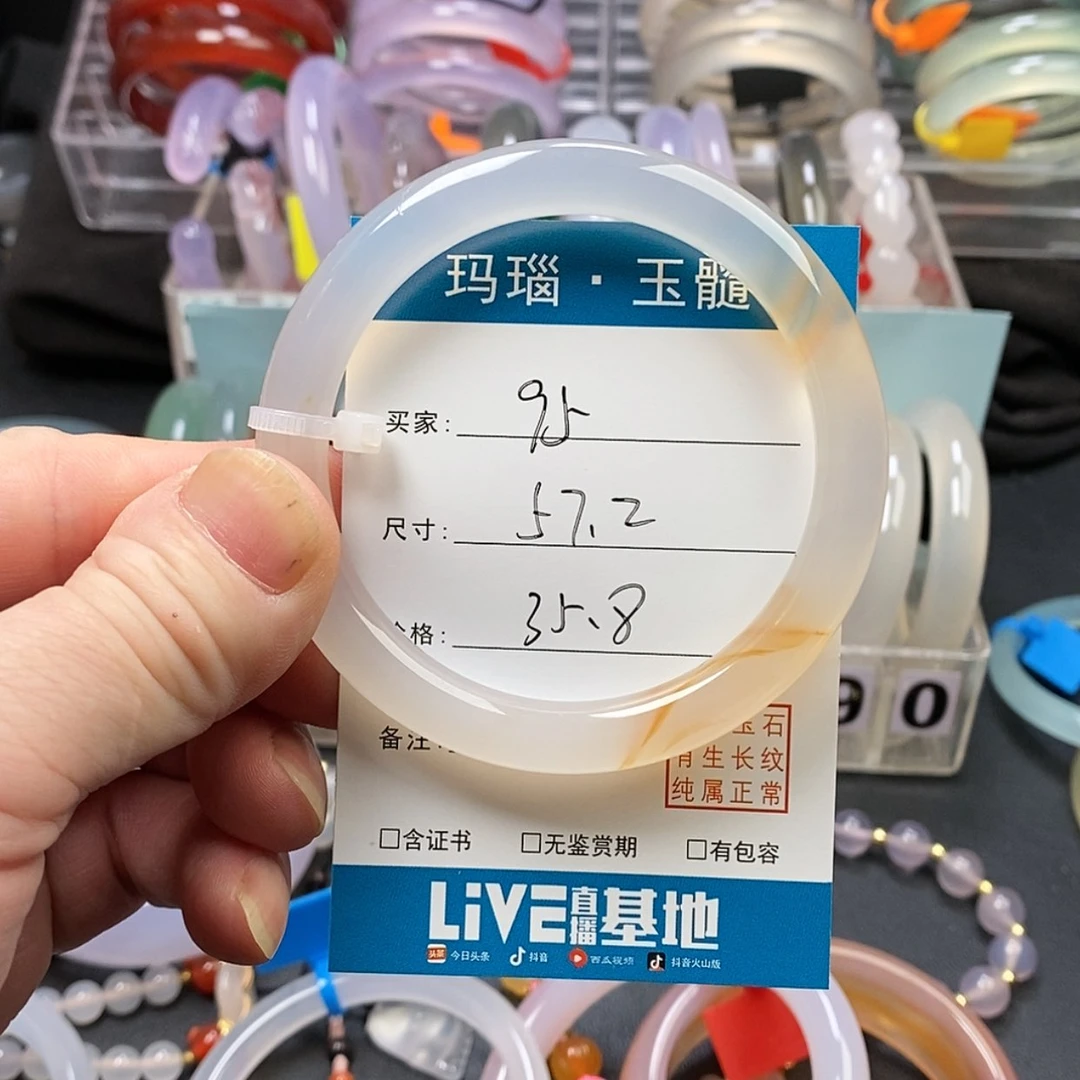 玛瑙·玉髓
买家: 95
尺寸: 57.2
格: 35.8
备注:
玉石
有生长纹
纯属正常
□含证书 □无鉴赏期 □有包容
LiVE直播基地
头条 今日头条 抖音 西瓜视频 抖音火山版
90